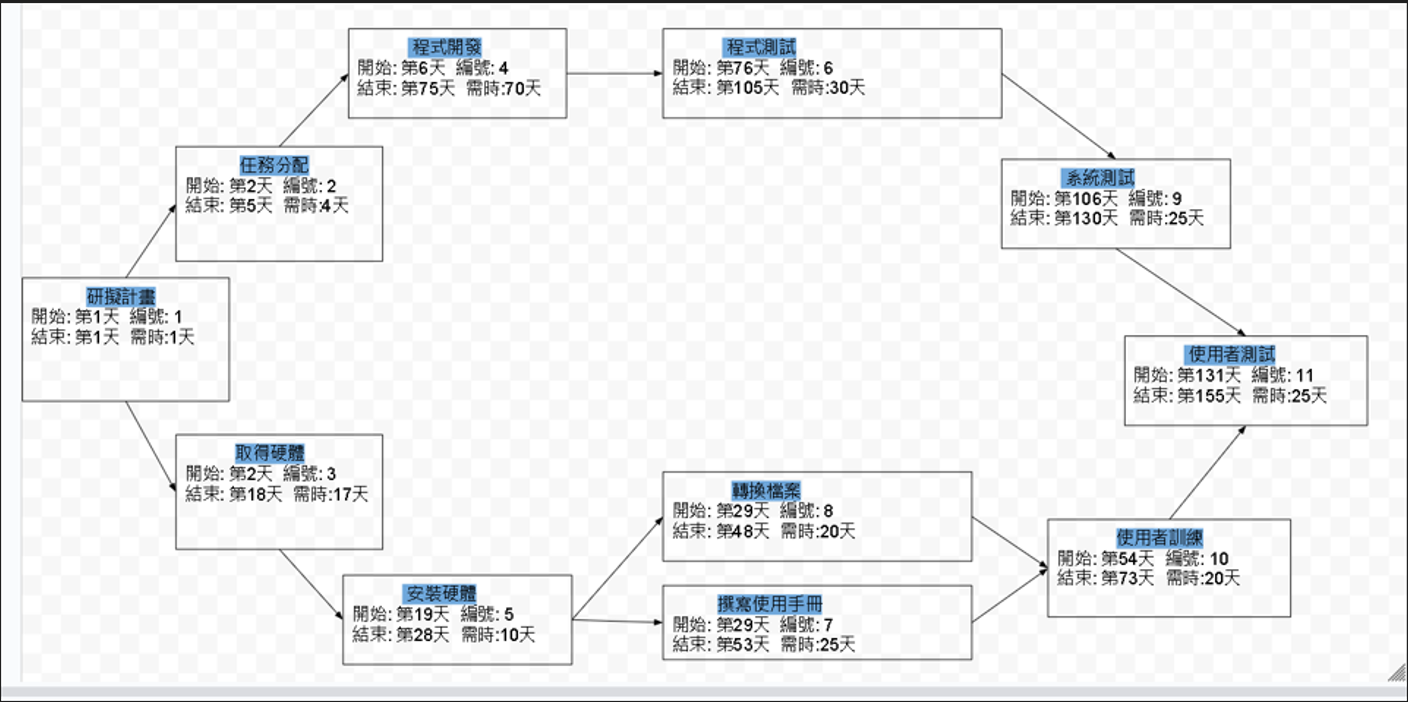 程式開發
開始: 第6天 編號: 4
結束: 第75天 需時:70天
程式測試
開始: 第76天 編號: 6
結束: 第105天 需時:30天
任務分配
開始: 第2天 編號: 2
結束: 第5天 需時:4天
系統測試
開始: 第106天 編號: 9
結束: 第130天 需時:25天
研擬計畫
開始: 第1天 編號: 1
結束: 第1天 需時:1天
使用者測試
開始: 第131天 編號: 11
結束: 第155天 需時:25天
取得硬體
開始: 第2天 編號: 3
結束: 第18天 需時:17天
轉換檔案
開始: 第29天 編號: 8
結束: 第48天 需時:20天
使用者訓練
開始: 第54天 編號: 10
結束: 第73天 需時:20天
安裝硬體
開始: 第19天 編號: 5
結束: 第28天 需時:10天
撰寫使用手冊
開始: 第29天 編號: 7
結束: 第53天 需時:25天